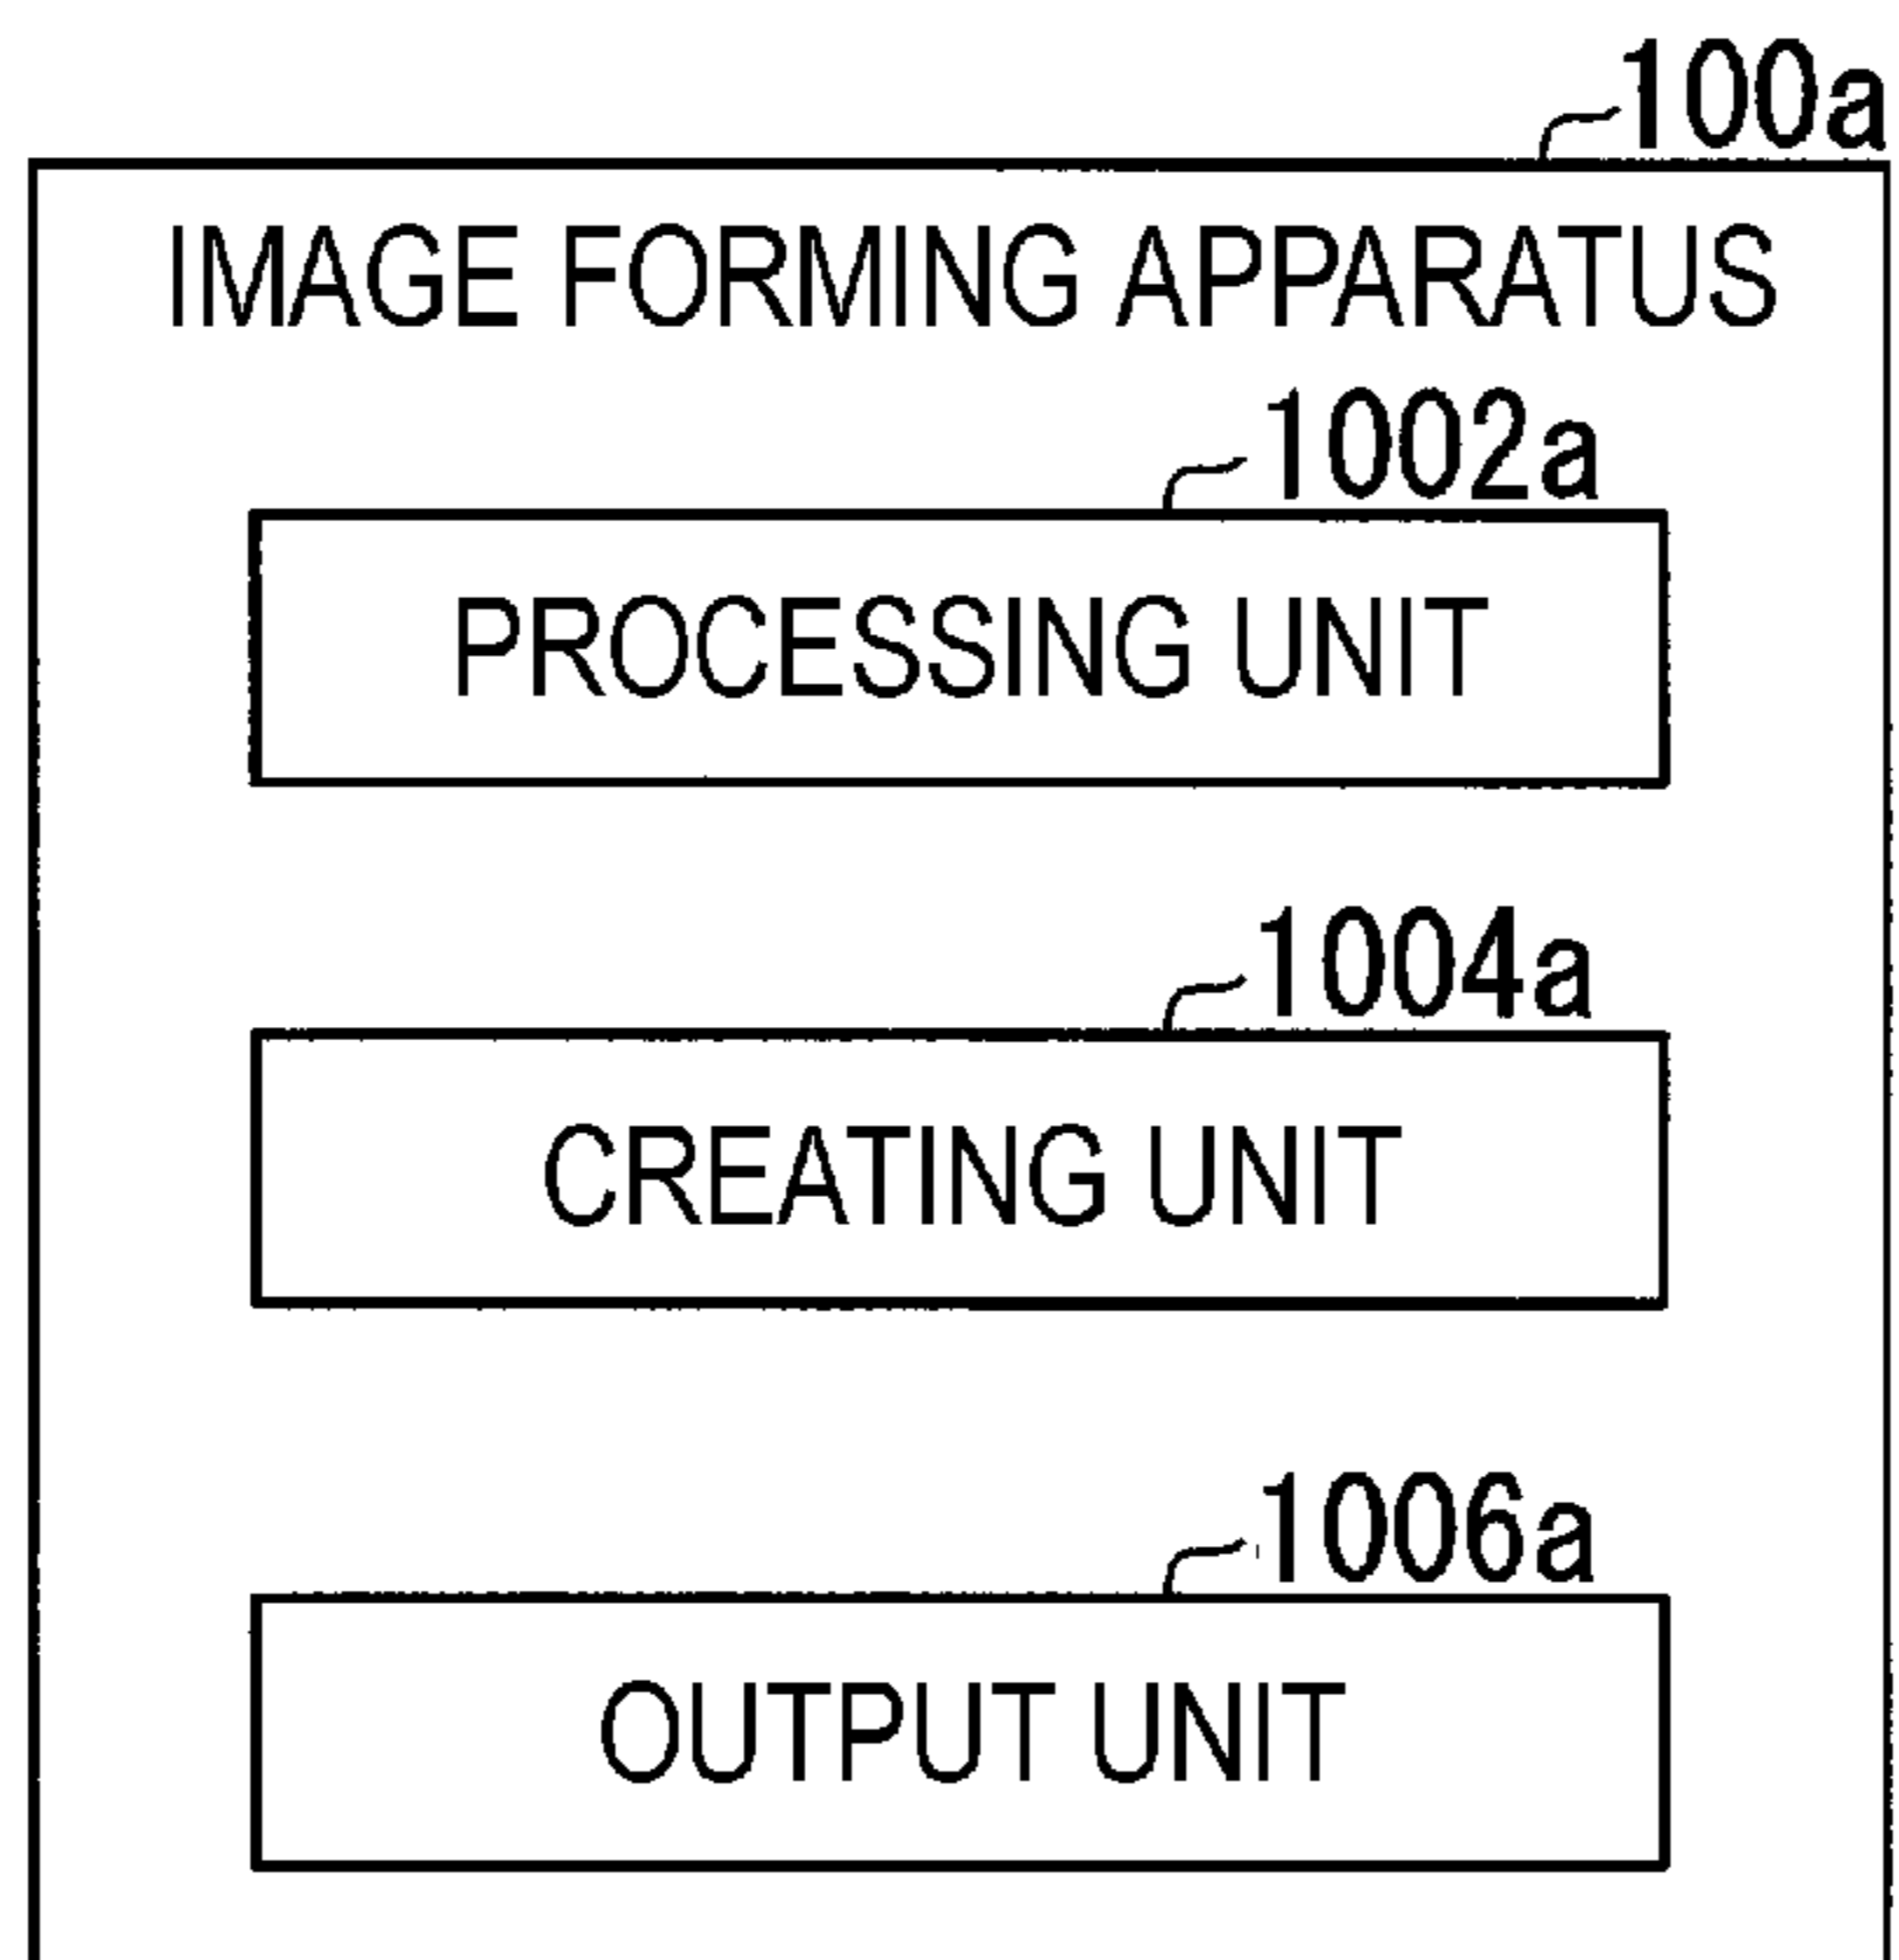 100a
IMAGE FORMING APPARATUS
1002a
PROCESSING UNIT
1004a
CREATING UNIT
1006a
OUTPUT UNIT